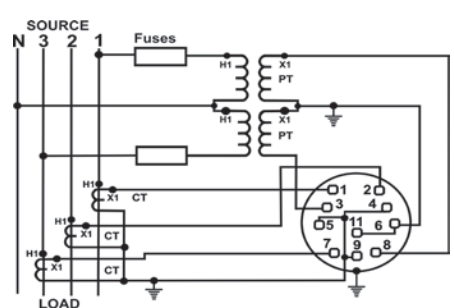 SOURCE
N 3 2 1
Fuses
H1 X1
PT
H1 X1
PT
H1
X1 CT
H1
X1 CT
H1
X1 CT
1 2
3 4
5 11 6
7 9 8
LOAD